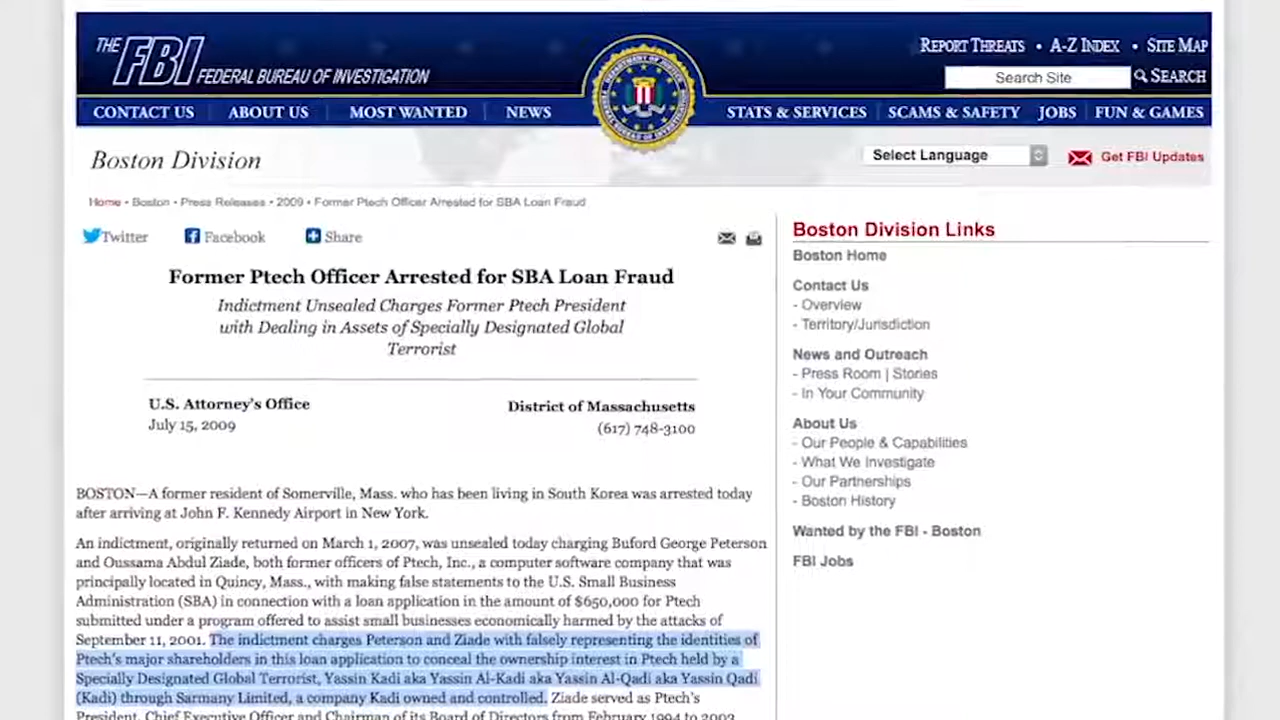 THE FBI FEDERAL BUREAU OF INVESTIGATION
REPORT THREATS • A-Z INDEX • SITE MAP
Search Site SEARCH
CONTACT US ABOUT US MOST WANTED NEWS STATS & SERVICES SCAMS & SAFETY JOBS FUN & GAMES
Boston Division
Select Language Get FBI Updates
Home • Boston • Press Releases • 2009 • Former Ptech Officer Arrested for SBA Loan Fraud
Twitter Facebook Share
Former Ptech Officer Arrested for SBA Loan Fraud
Indictment Unsealed Charges Former Ptech President
with Dealing in Assets of Specially Designated Global
Terrorist
U.S. Attorney's Office
July 15, 2009
District of Massachusetts
(617) 748-3100
BOSTON—A former resident of Somerville, Mass. who has been living in South Korea was arrested today
after arriving at John F. Kennedy Airport in New York.
An indictment, originally returned on March 1, 2007, was unsealed today charging Buford George Peterson
and Oussama Abdul Ziade, both former officers of Ptech, Inc., a computer software company that was
principally located in Quincy, Mass., with making false statements to the U.S. Small Business
Administration (SBA) in connection with a loan application in the amount of $650,000 for Ptech
submitted under a program offered to assist small businesses economically harmed by the attacks of
September 11, 2001. The indictment charges Peterson and Ziade with falsely representing the identities of
Ptech's major shareholders in this loan application to conceal the ownership interest in Ptech held by a
Specially Designated Global Terrorist, Yassin Kadi aka Yassin Al-Kadi aka Yassin Al-Qadi aka Yassin Qadi
(Kadi) through Sarmany Limited, a company Kadi owned and controlled. Ziade served as Ptech's
President, Chief Executive Officer and Chairman of its Board of Directors from February 1994 to 2003
Boston Division Links
Boston Home
Contact Us
- Overview
- Territory/Jurisdiction
News and Outreach
- Press Room | Stories
- In Your Community
About Us
- Our People & Capabilities
- What We Investigate
- Our Partnerships
- Boston History
Wanted by the FBI - Boston
FBI Jobs